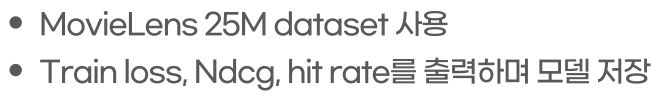 • MovieLens 25M dataset 사용
• Train loss, Ndcg, hit rate를 출력하며 모델 저장